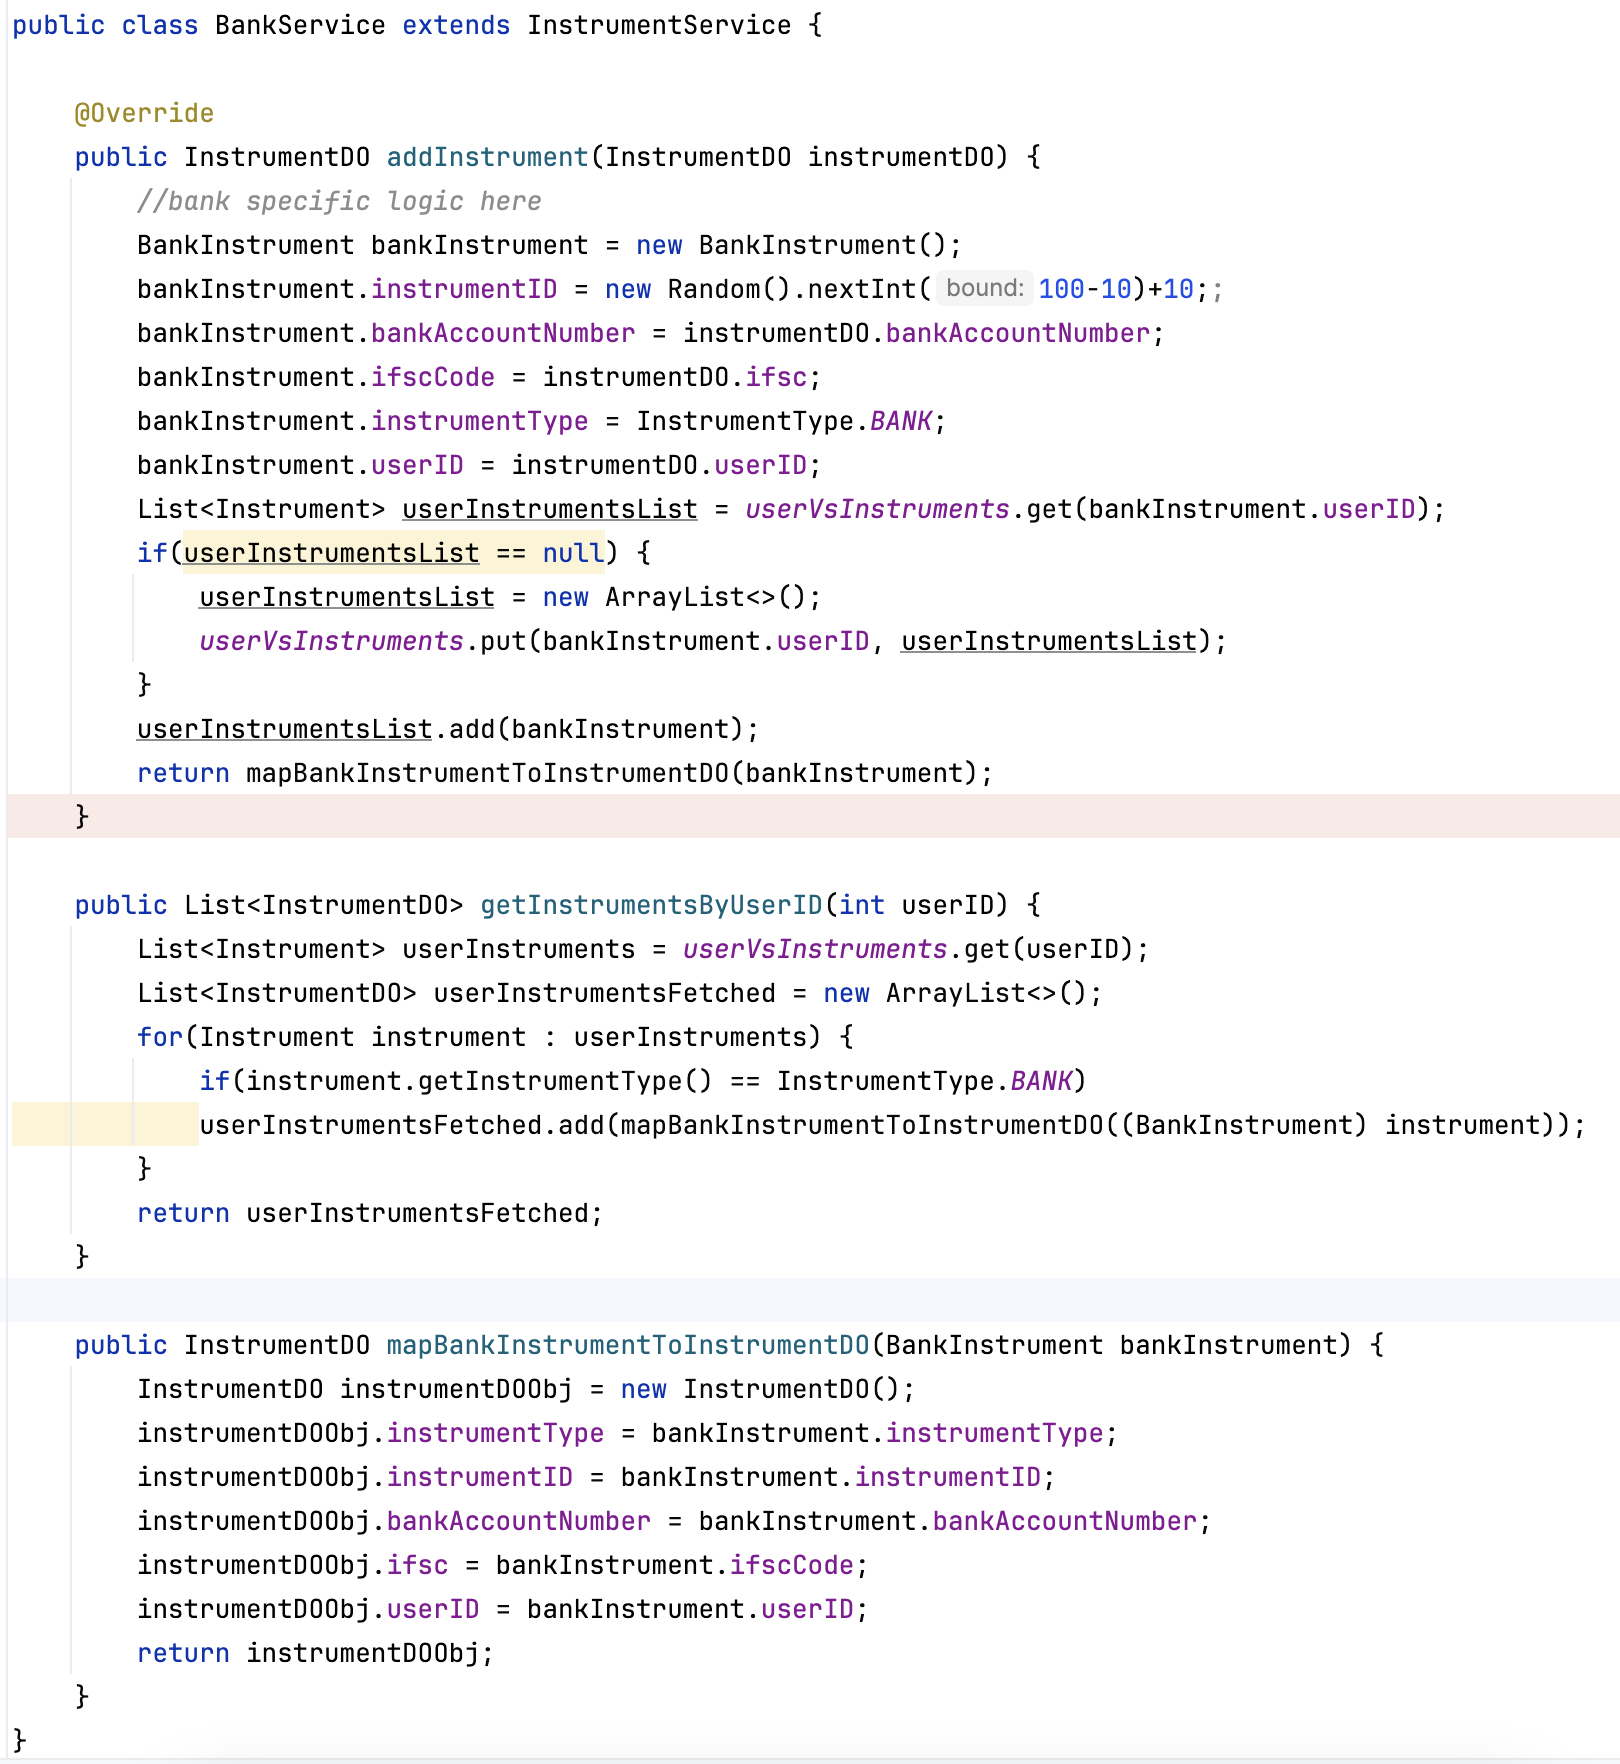 public class BankService extends InstrumentService {
@Override
public InstrumentDO addInstrument(InstrumentDO instrumentDO) {
//bank specific logic here
BankInstrument bankInstrument = new BankInstrument();
bankInstrument.instrumentID = new Random().nextInt( bound: 100-10)+10;;
bankInstrument.bankAccountNumber = instrumentDO.bankAccountNumber;
bankInstrument.ifscCode = instrumentDO.ifsc;
bankInstrument.instrumentType = InstrumentType.BANK;
bankInstrument.userID = instrumentDO.userID;
List<Instrument> userInstrumentsList = userVsInstruments.get(bankInstrument.userID);
if(userInstrumentsList == null) {
userInstrumentsList = new ArrayList<>();
userVsInstruments.put(bankInstrument.userID, userInstrumentsList);
}
userInstrumentsList.add(bankInstrument);
return mapBankInstrumentToInstrumentDO(bankInstrument);
}
public List<InstrumentDO> getInstrumentsByUserID(int userID) {
List<Instrument> userInstruments = userVsInstruments.get(userID);
List<InstrumentDO> userInstrumentsFetched = new ArrayList<>();
for(Instrument instrument : userInstruments) {
if(instrument.getInstrumentType() == InstrumentType.BANK)
userInstrumentsFetched.add(mapBankInstrumentToInstrumentDO((BankInstrument) instrument));
}
return userInstrumentsFetched;
}
public InstrumentDO mapBankInstrumentToInstrumentDO(BankInstrument bankInstrument) {
InstrumentDO instrumentDOObj = new InstrumentDO();
instrumentDOObj.instrumentType = bankInstrument.instrumentType;
instrumentDOObj.instrumentID = bankInstrument.instrumentID;
instrumentDOObj.bankAccountNumber = bankInstrument.bankAccountNumber;
instrumentDOObj.ifsc = bankInstrument.ifscCode;
instrumentDOObj.userID = bankInstrument.userID;
return instrumentDOObj;
}
}